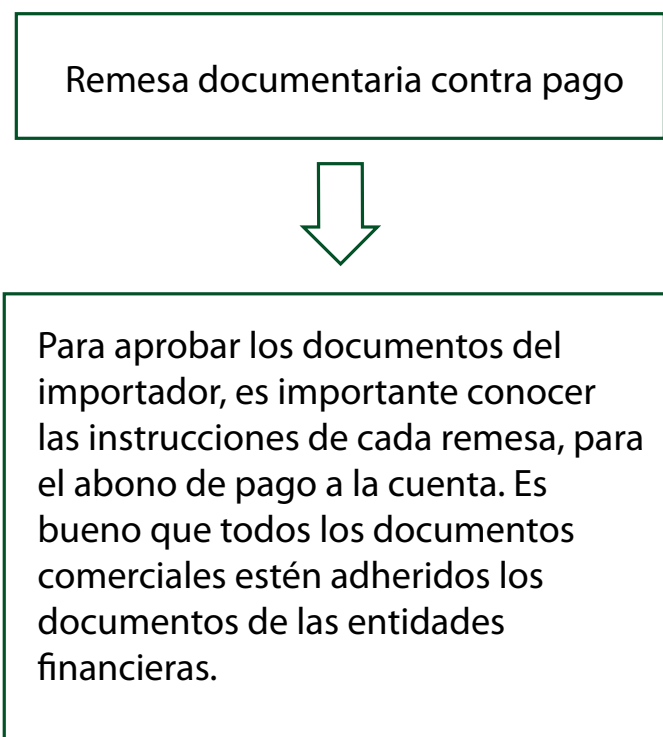 Remesa documentaria contra pago
Para aprobar los documentos del
importador, es importante conocer
las instrucciones de cada remesa, para
el abono de pago a la cuenta. Es
bueno que todos los documentos
comerciales estén adheridos los
documentos de las entidades
financieras.